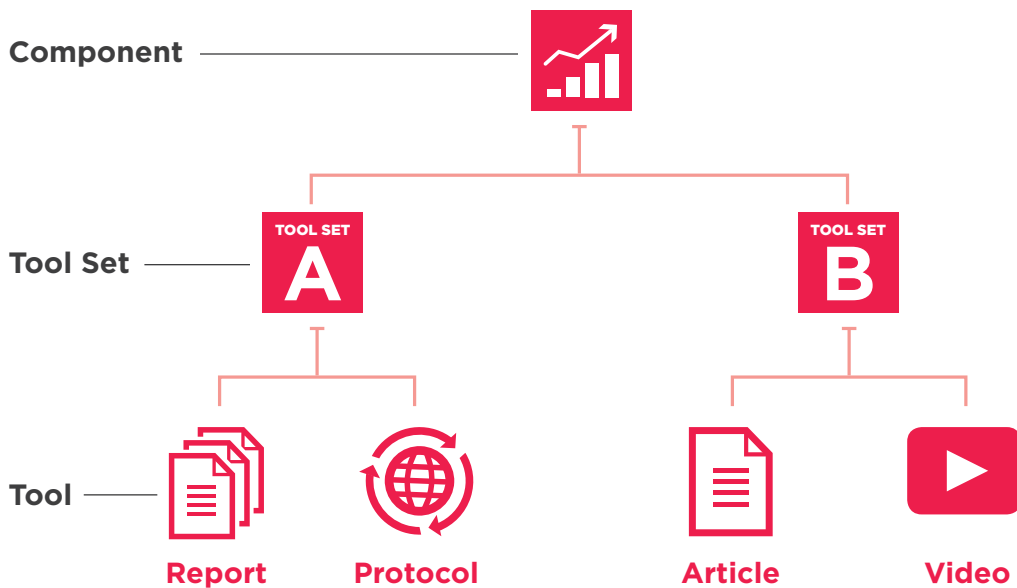 Component
Tool Set
TOOL SET
A
TOOL SET
B
Tool
Report
Protocol
Article
Video